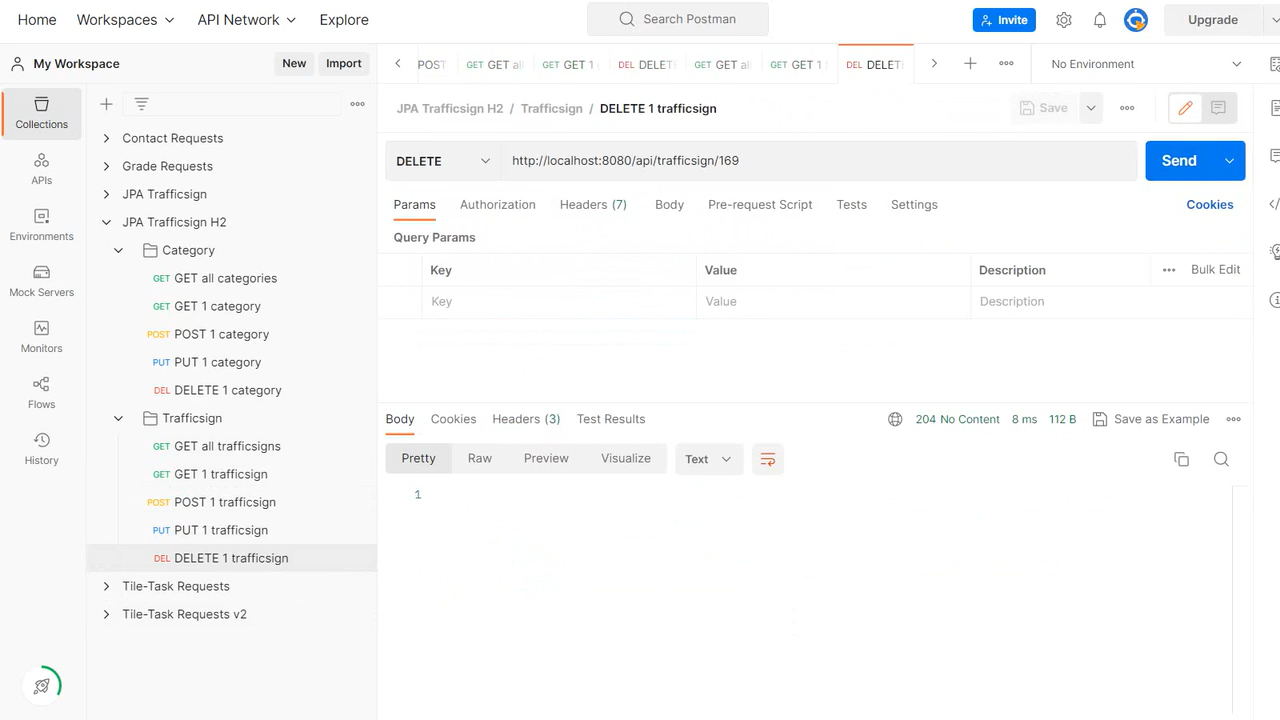 Home Workspaces API Network Explore Search Postman Invite Upgrade
My Workspace New Import POST GET all GET 1 DELETE GET all GET 1 DELETE No Environment
Collections
APIs
Environments
Mock Servers
Monitors
Flows
History
Contact Requests
Grade Requests
JPA Trafficsign
JPA Trafficsign H2
Category
GET GET all categories
GET GET 1 category
POST POST 1 category
PUT PUT 1 category
DEL DELETE 1 category
Trafficsign
GET GET all trafficsigns
GET GET 1 trafficsign
POST POST 1 trafficsign
PUT PUT 1 trafficsign
DEL DELETE 1 trafficsign
Tile-Task Requests
Tile-Task Requests v2
JPA Trafficsign H2 / Trafficsign / DELETE 1 trafficsign Save
DELETE http://localhost:8080/api/trafficsign/169 Send
Params Authorization Headers (7) Body Pre-request Script Tests Settings Cookies
Query Params
Key Value Description Bulk Edit
Key Value Description
Body Cookies Headers (3) Test Results 204 No Content 8 ms 112 B Save as Example
Pretty Raw Preview Visualize Text
1